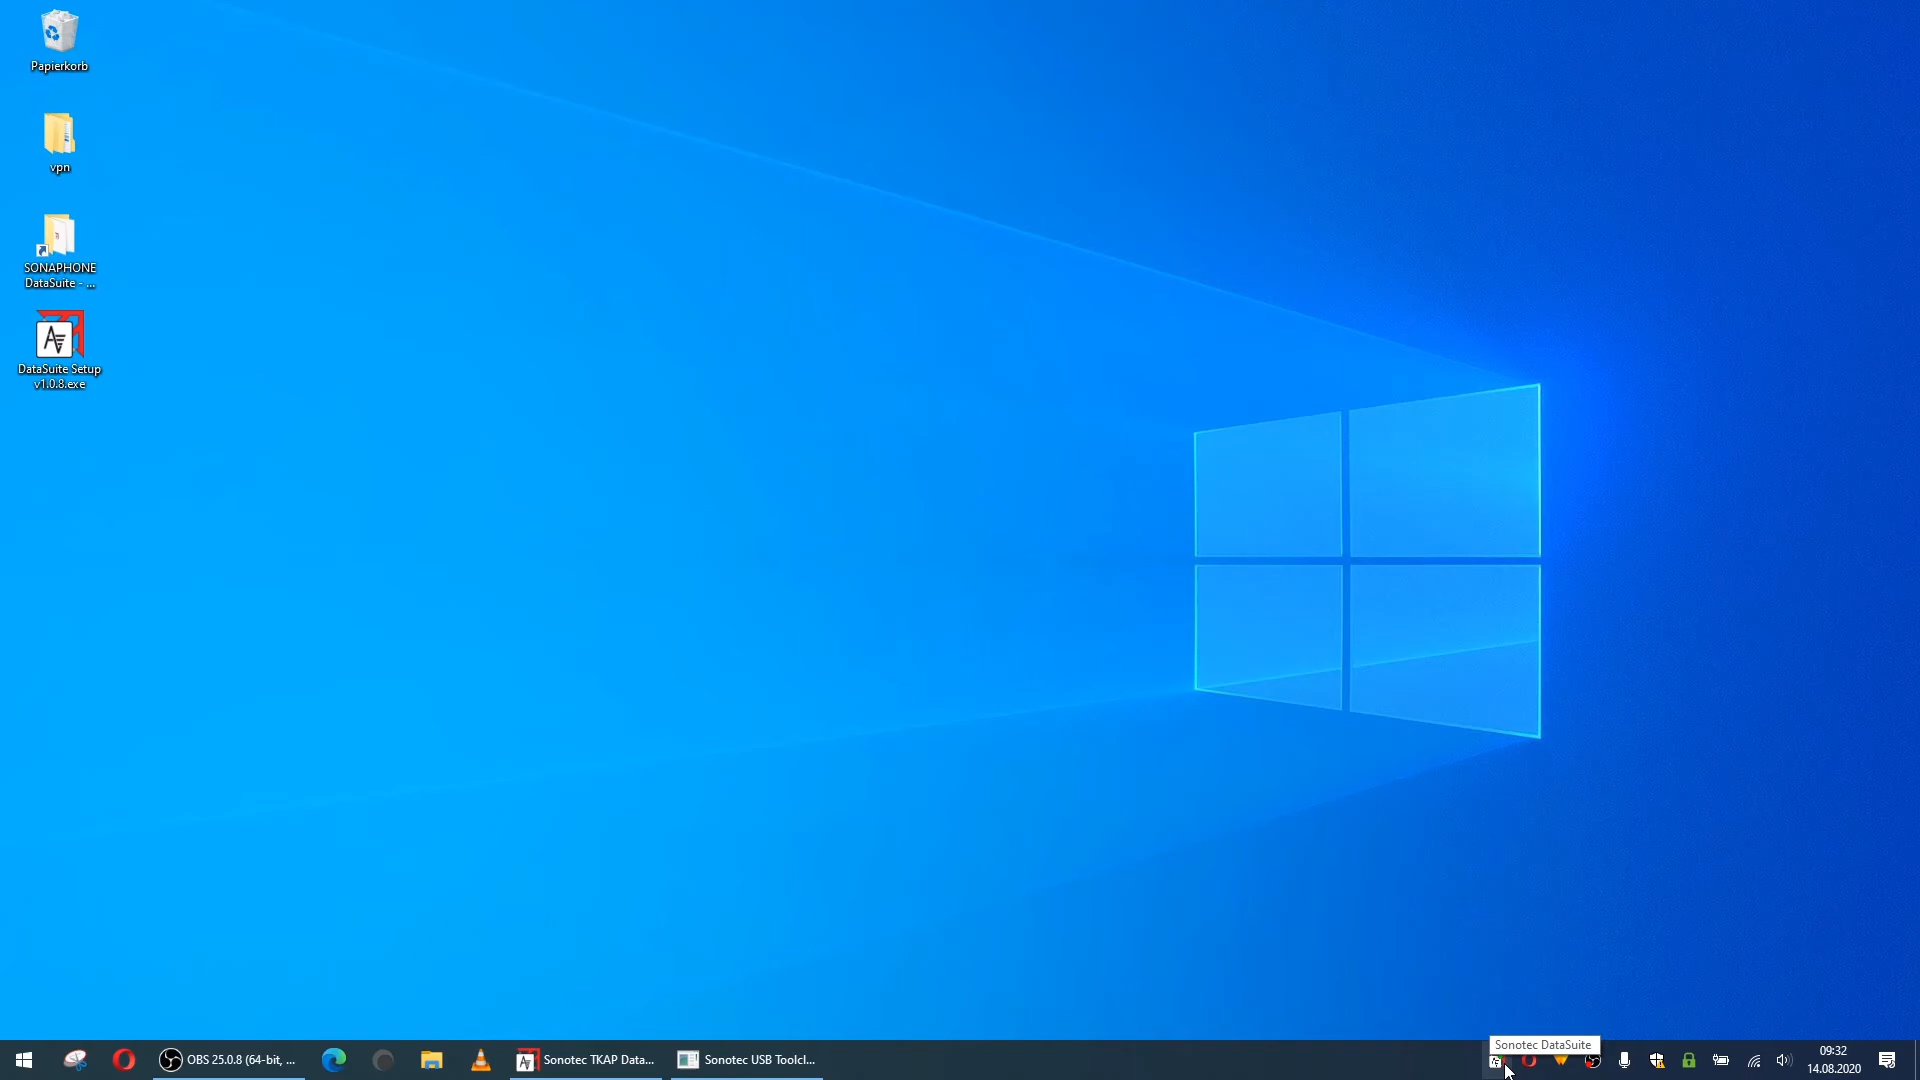 Papierkorb
vpn
SONAPHONE
DataSuite - ...
DataSuite Setup
v1.0.8.exe
Sonotec DataSuite
OBS 25.0.8 (64-bit, ...
Sonotec TKAP Data...
Sonotec USB Toolcl...
09:32
14.08.2020